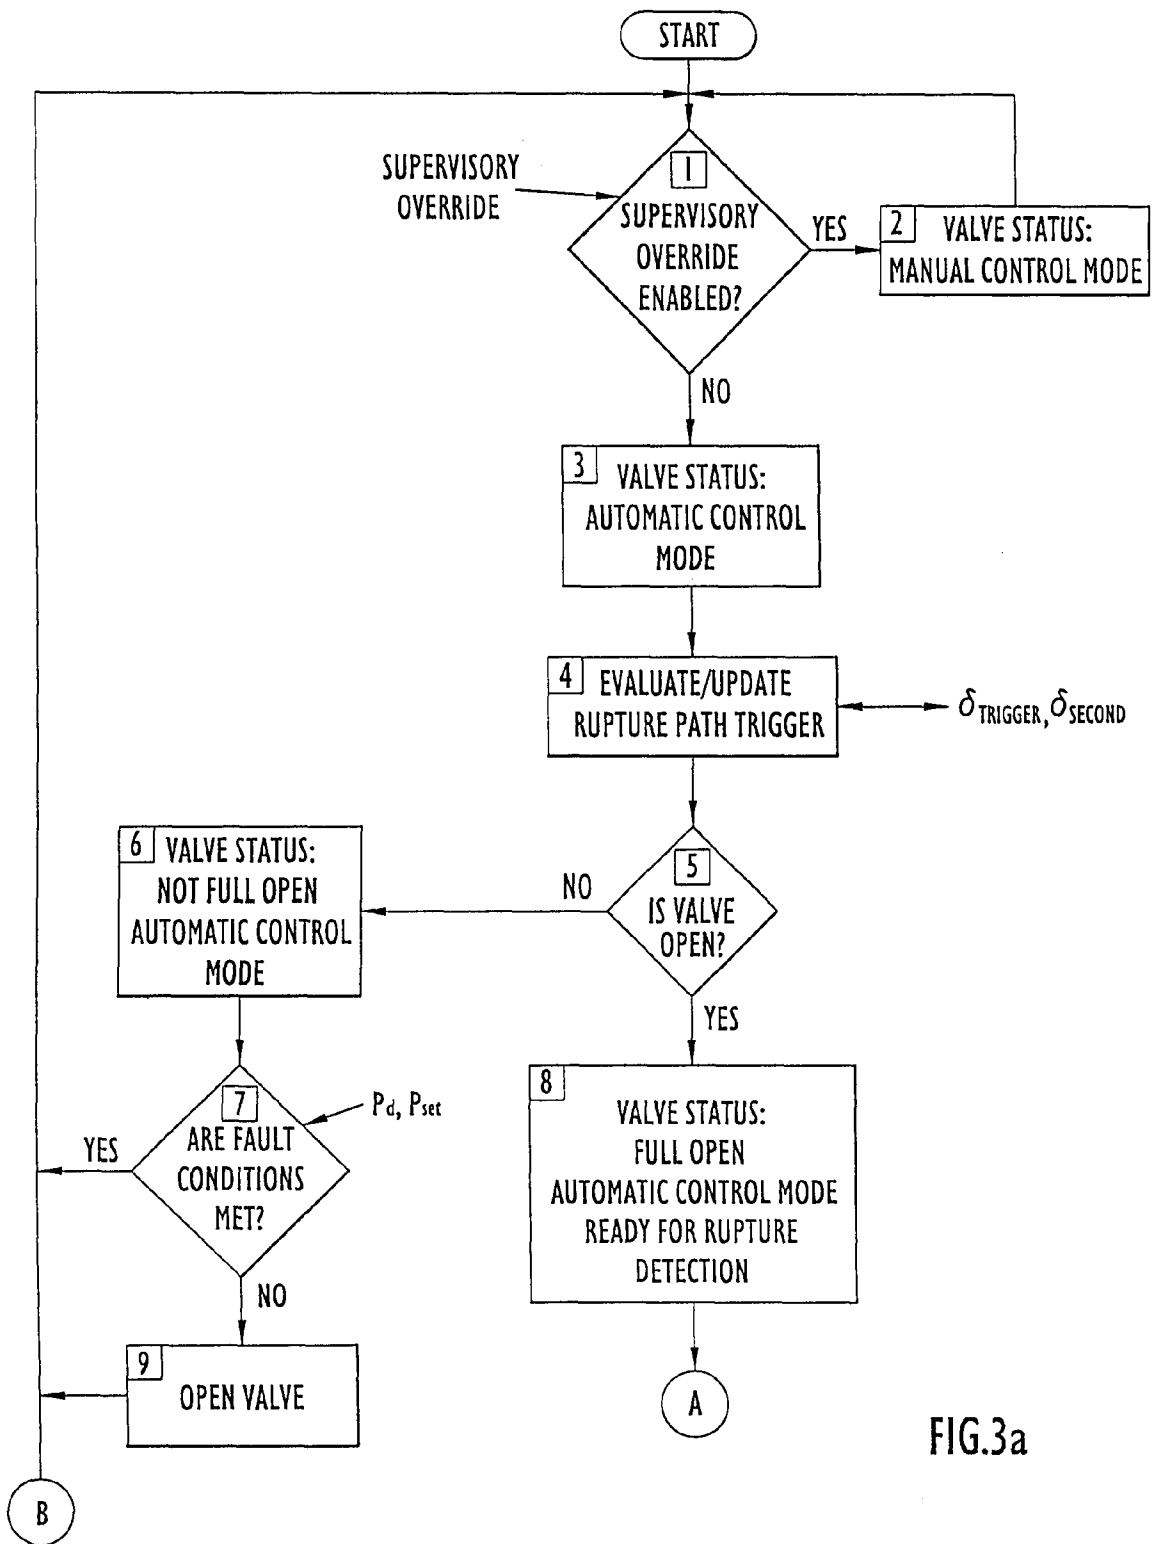 START
SUPERVISORY
OVERRIDE
1
SUPERVISORY
OVERRIDE
ENABLED?
YES
2
VALVE STATUS:
MANUAL CONTROL MODE
NO
3
VALVE STATUS:
AUTOMATIC CONTROL
MODE
4
EVALUATE/UPDATE
RUPTURE PATH TRIGGER
δTRIGGER, δSECOND
5
IS VALVE
OPEN?
NO
6
VALVE STATUS:
NOT FULL OPEN
AUTOMATIC CONTROL
MODE
YES
7
ARE FAULT
CONDITIONS
MET?
Pd, Pset
YES
NO
8
VALVE STATUS:
FULL OPEN
AUTOMATIC CONTROL MODE
READY FOR RUPTURE
DETECTION
9
OPEN VALVE
A
B
FIG.3a